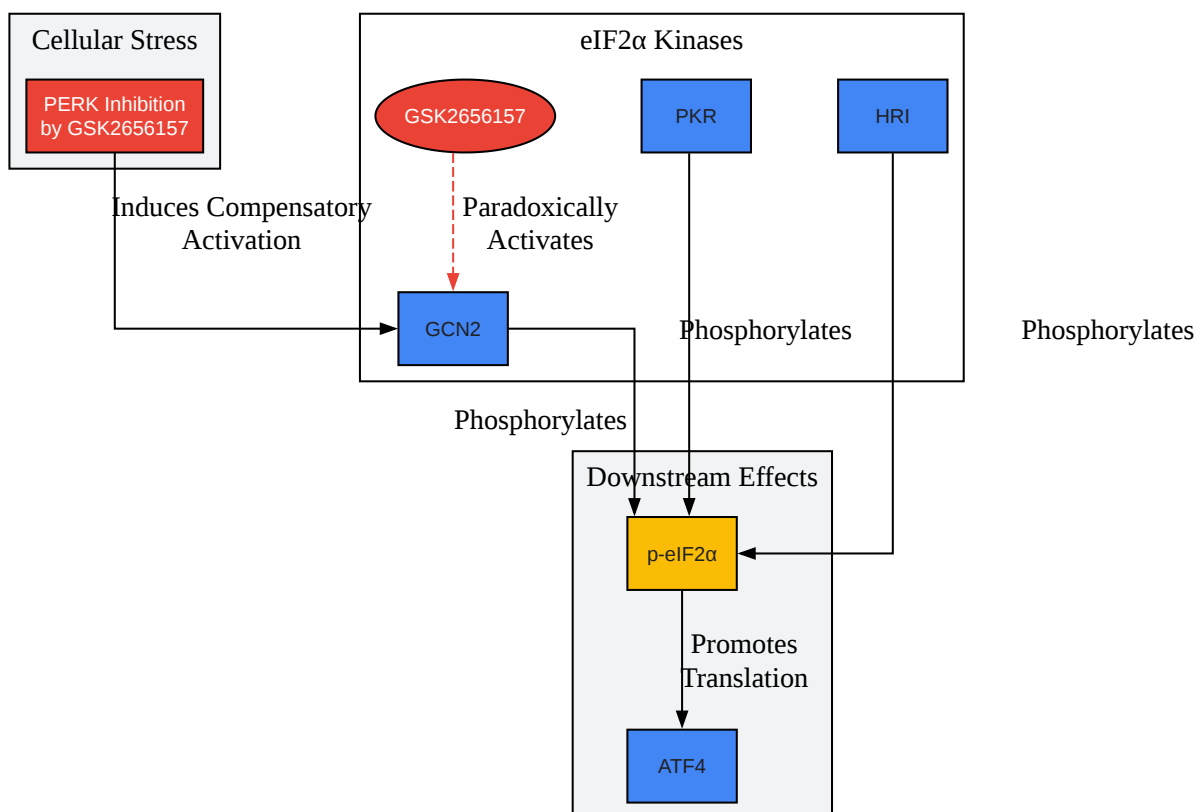 Cellular Stress
eIF2α Kinases
PERK Inhibition
by GSK2656157
GSK2656157
PKR
HRI
Induces Compensatory
Activation
Paradoxically
Activates
GCN2
Phosphorylates
Phosphorylates
Phosphorylates
Downstream Effects
p-eIF2α
Promotes
Translation
ATF4